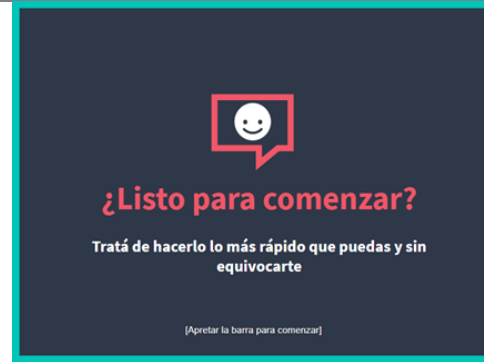 ¿Listo para comenzar?
Tratá de hacerlo lo más rápido que puedas y sin
equivocarte
[Apretar la barra para comenzar]